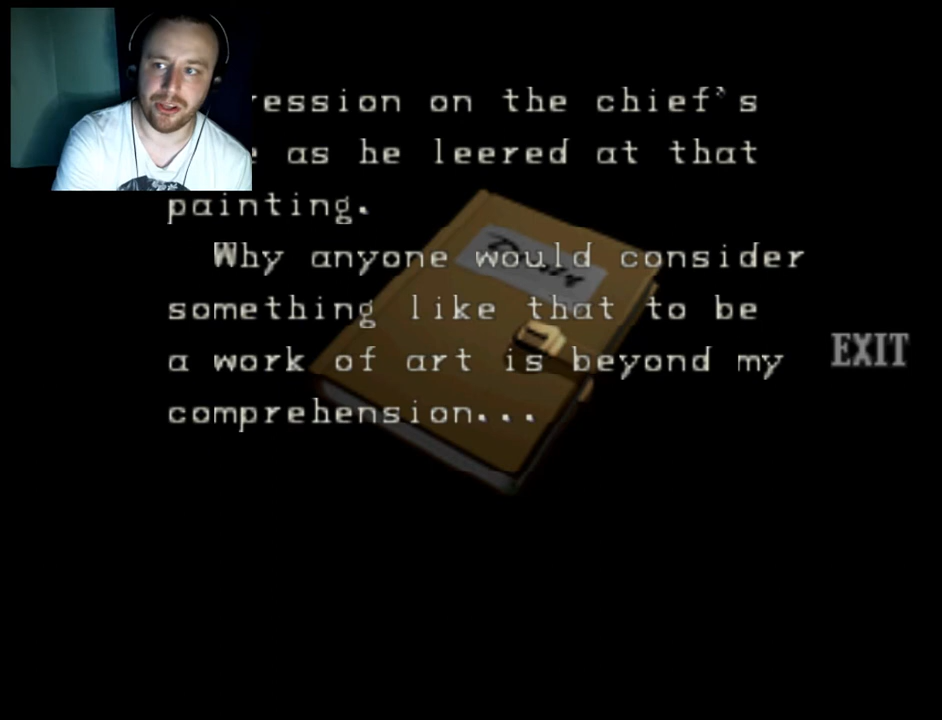 ression on the chief's
as he leered at that
painting.
Why anyone would consider
something like that to be
a work of art is beyond my
comprehension...
EXIT
Diary